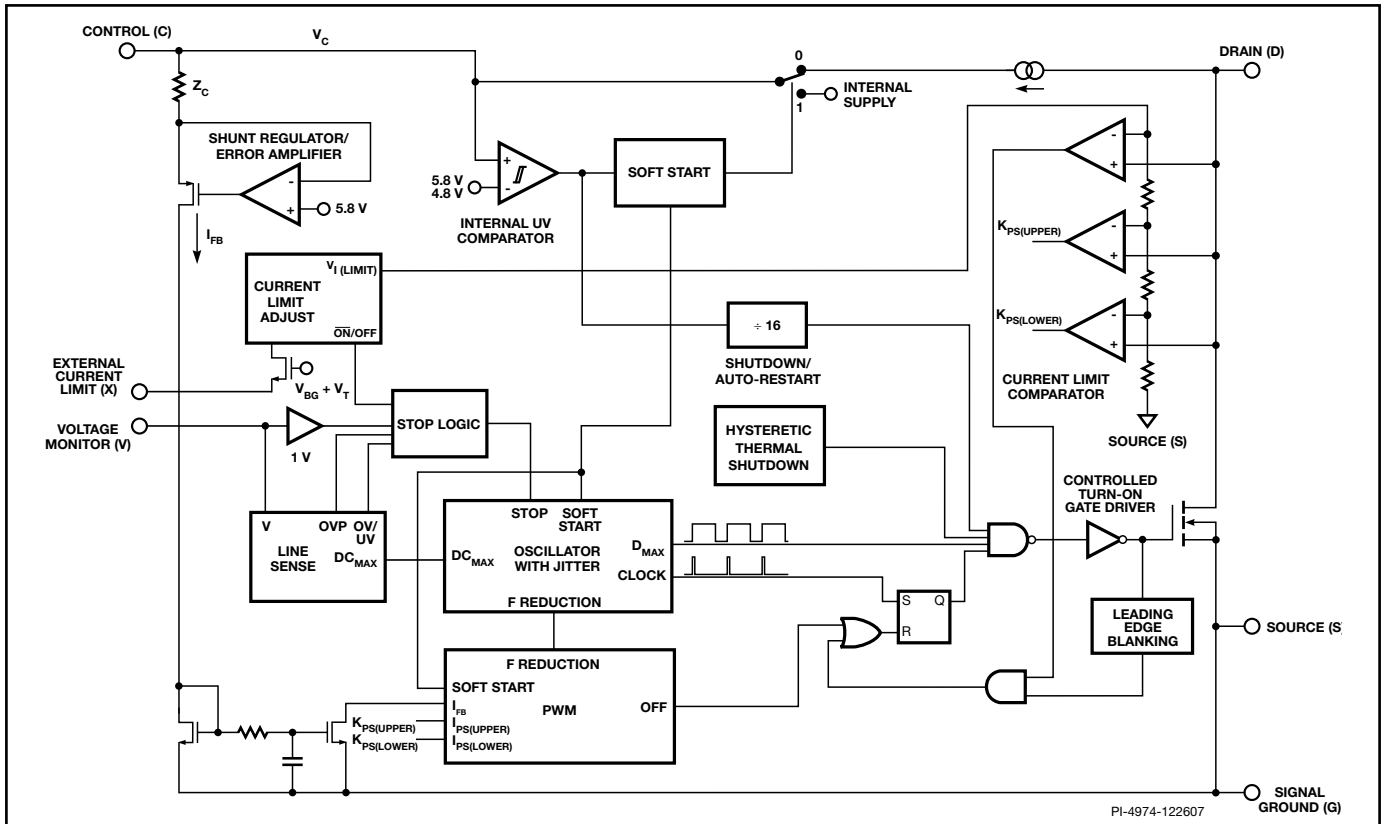 CONTROL (C)
V_C
Z_C
SHUNT REGULATOR/
ERROR AMPLIFIER
-
+
5.8 V
I_FB
0
1
INTERNAL
SUPPLY
DRAIN (D)
+
-
5.8 V
4.8 V
INTERNAL UV
COMPARATOR
SOFT START
-
+
K_PS(UPPER)
-
+
K_PS(LOWER)
-
+
CURRENT LIMIT
COMPARATOR
SOURCE (S)
V_I (LIMIT)
CURRENT
LIMIT
ADJUST
ON/OFF
÷ 16
SHUTDOWN/
AUTO-RESTART
EXTERNAL
CURRENT
LIMIT (X)
V_BG + V_T
VOLTAGE
MONITOR (V)
1 V
STOP LOGIC
HYSTERETIC
THERMAL
SHUTDOWN
CONTROLLED
TURN-ON
GATE DRIVER
V
OVP
OV/
UV
LINE
SENSE
DC_MAX
STOP
SOFT
START
DC_MAX
OSCILLATOR
WITH JITTER
D_MAX
CLOCK
F REDUCTION
S
Q
R
LEADING
EDGE
BLANKING
SOURCE (S
F REDUCTION
SOFT START
I_FB
PWM
OFF
K_PS(UPPER)
I_PS(UPPER)
K_PS(LOWER)
I_PS(LOWER)
SIGNAL
GROUND (G)
PI-4974-122607